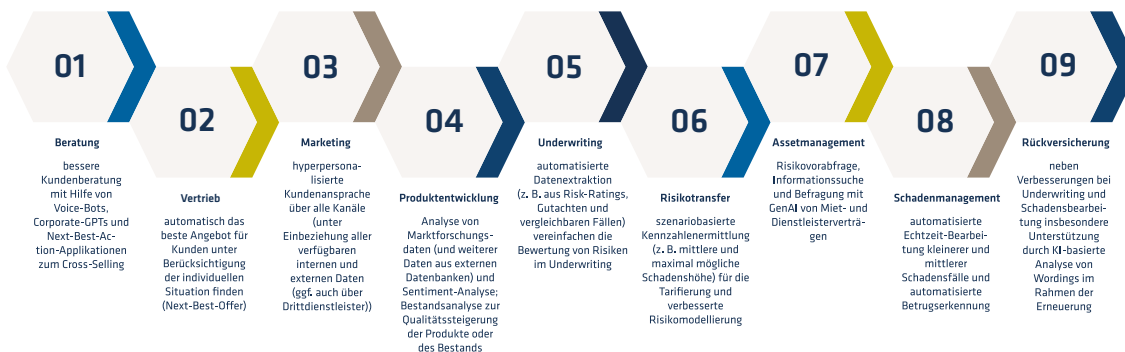 01
Beratung
bessere
Kundenberatung
mit Hilfe von
Voice-Bots,
Corporate-GPTs und
Next-Best-Ac-
tion-Applikationen
zum Cross-Selling
02
Vertrieb
automatisch das
beste Angebot für
Kunden unter
Berücksichtigung
der individuellen
Situation finden
(Next-Best-Offer)
03
Marketing
hyperpersona-
lisierte
Kundenansprache
über alle Kanäle
(unter
Einbeziehung aller
verfügbaren
internen und
externen Daten
(ggf. auch über
Drittdienstleister))
04
Produktentwicklung
Analyse von
Marktforschungs-
daten (und weiterer
Daten aus externen
Datenbanken) und
Sentiment-Analyse;
Bestandsanalyse zur
Qualitätssteigerung
der Produkte oder
des Bestands
05
Underwriting
automatisierte
Datenextraktion
(z. B. aus Risk-Ratings,
Gutachten und
vergleichbaren Fällen)
vereinfachen die
Bewertung von Risiken
im Underwriting
06
Risikotransfer
szenariobasierte
Kennzahlenermittlung
(z. B. mittlere und
maximal mögliche
Schadenshöhe) für die
Tarifierung und
verbesserte
Risikomodellierung
07
Assetmanagement
Risikovorabfrage,
Informationssuche
und Befragung mit
GenAI von Miet- und
Dienstleisterverträ-
gen
08
Schadenmanagement
automatisierte
Echtzeit-Bearbei-
tung kleinerer und
mittlerer
Schadensfälle und
automatisierte
Betrugserkennung
09
Rückversicherung
neben
Verbesserungen bei
Underwriting und
Schadensbearbei-
tung insbesondere
Unterstützung
durch KI-basierte
Analyse von
Wordings im
Rahmen der
Erneuerung